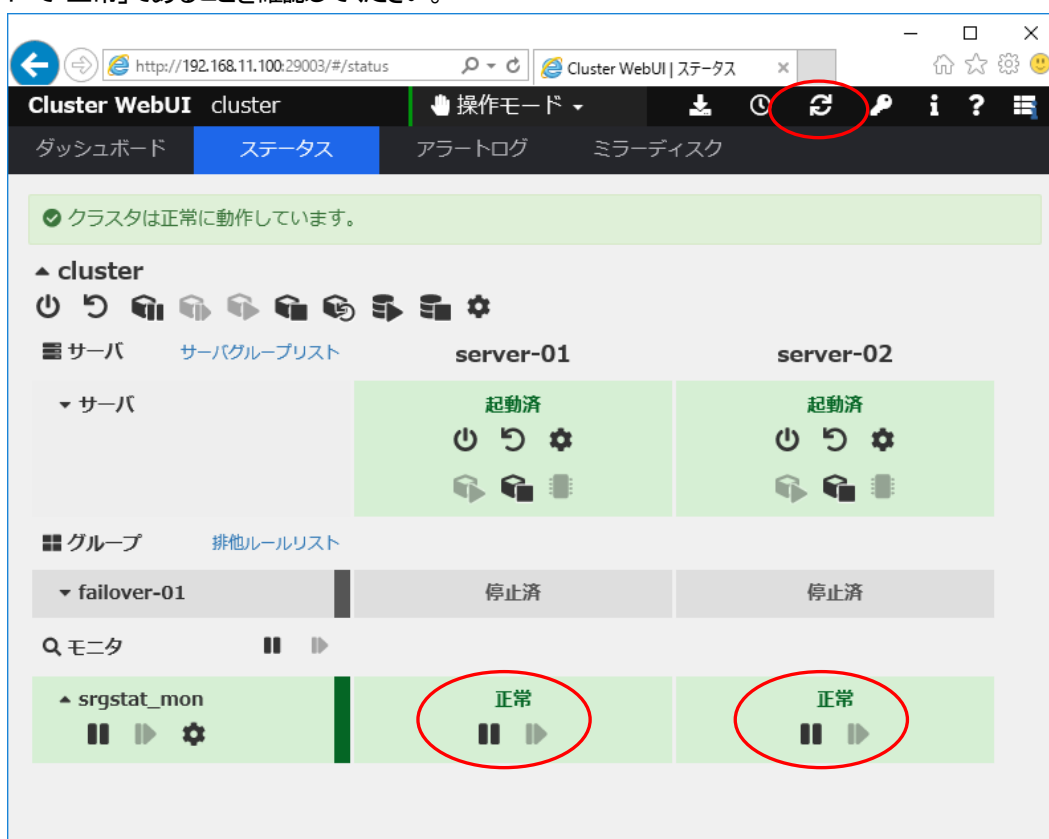 http://192.168.11.100:29003/#/status
Cluster WebUI | ステータス
Cluster WebUI cluster 操作モード
ダッシュボード ステータス アラートログ ミラーディスク
クラスタは正常に動作しています。
cluster
サーバ サーバグループリスト server-01 server-02
サーバ 起動済 起動済
グループ 排他ルールリスト
failover-01 停止済 停止済
モニタ
srgstat_mon 正常 正常